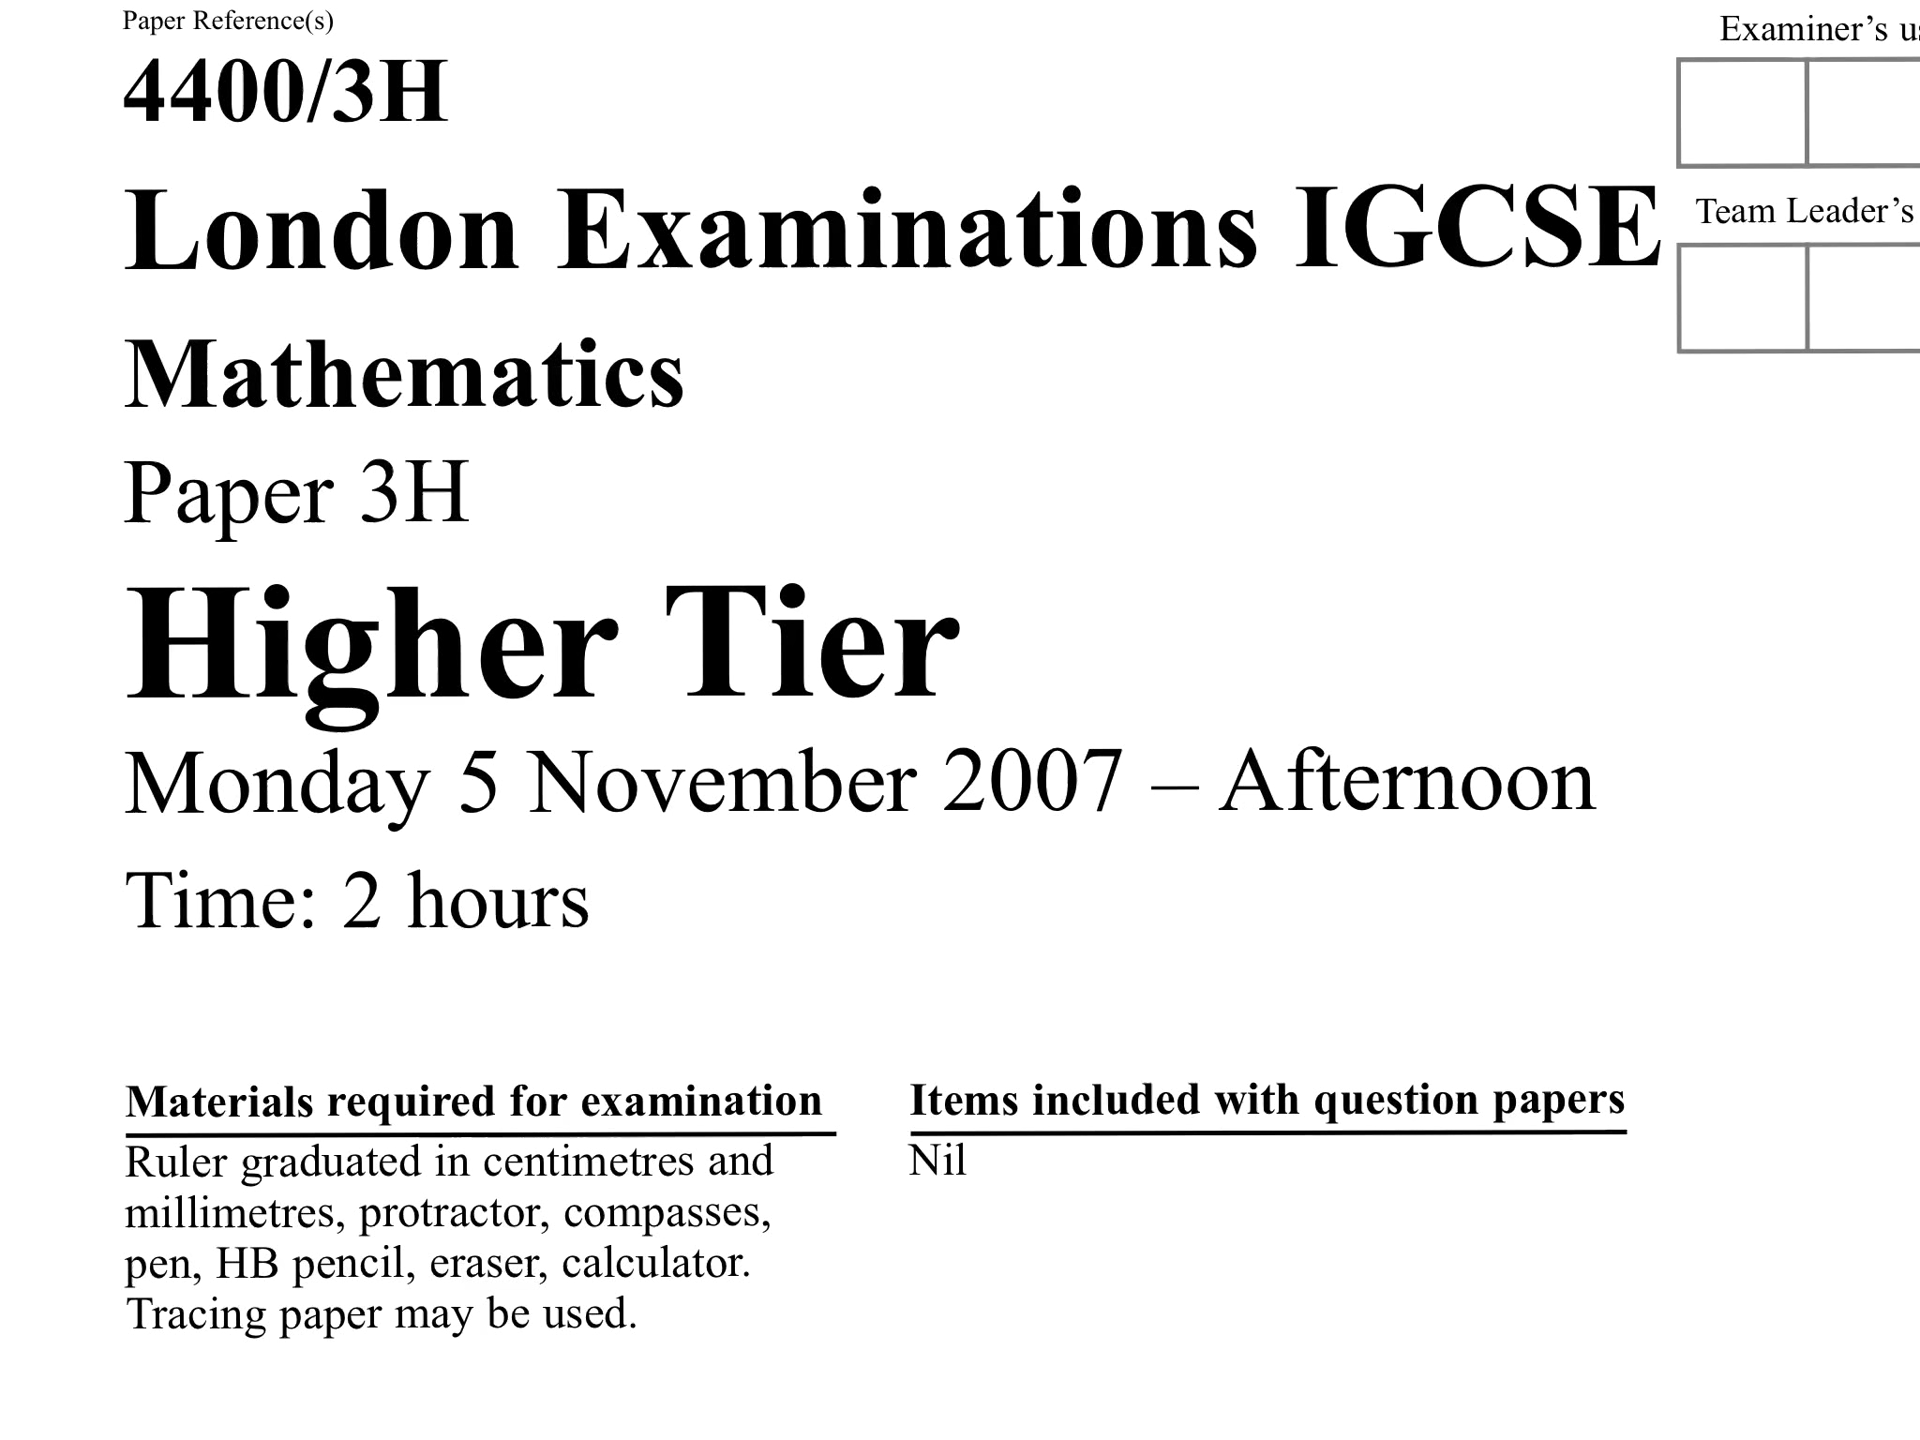 Paper Reference(s)
4400/3H
London Examinations IGCSE
Mathematics
Paper 3H
Higher Tier
Monday 5 November 2007 – Afternoon
Time: 2 hours
Materials required for examination
Ruler graduated in centimetres and
millimetres, protractor, compasses,
pen, HB pencil, eraser, calculator.
Tracing paper may be used.
Items included with question papers
Nil
Examiner’s
Team Leader’s